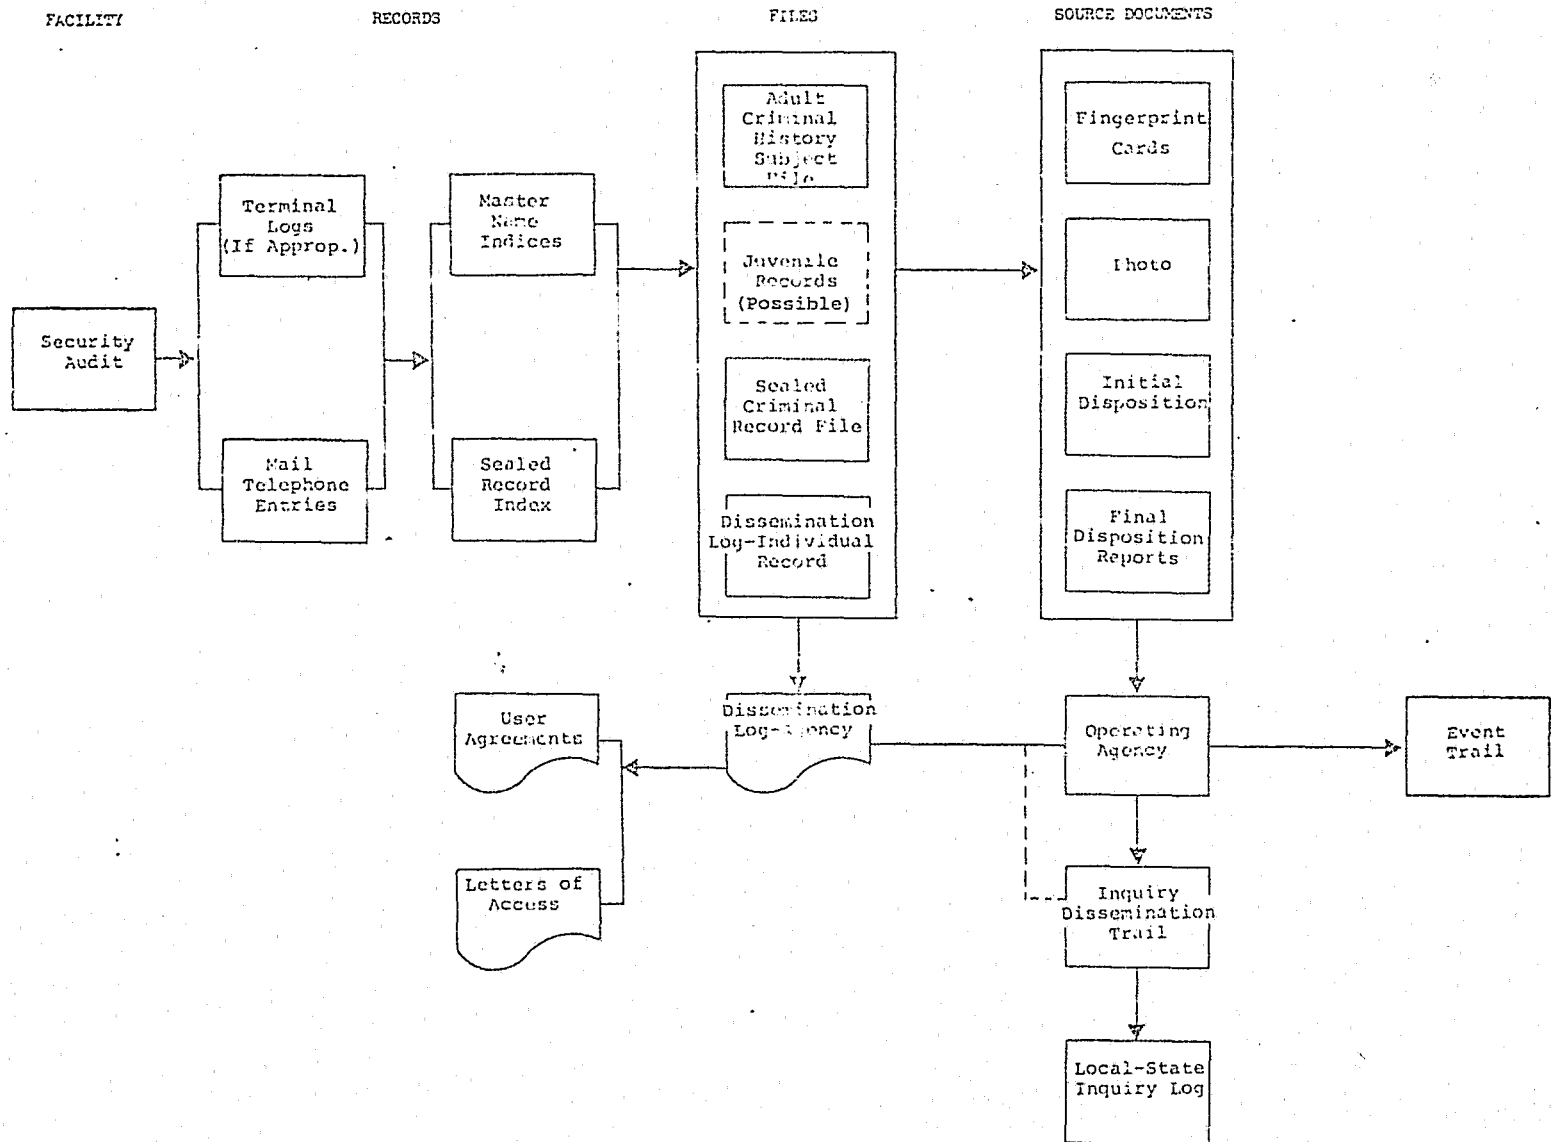 FACILITY
RECORDS
FILES
SOURCE DOCUMENTS
Security
Audit
Terminal
Logs
(If Approp.)
Mail
Telephone
Entries
Master
Name
Indices
Sealed
Record
Index
Adult
Criminal
History
Subject
File
Juvenile
Records
(Possible)
Sealed
Criminal
Record File
Dissemination
Log-Individual
Record
Fingerprint
Cards
Photo
Initial
Disposition
Final
Disposition
Reports
User
Agreements
Letters of
Access
Dissemination
Log-Agency
Operating
Agency
Event
Trail
Inquiry
Dissemination
Trail
Local-State
Inquiry Log